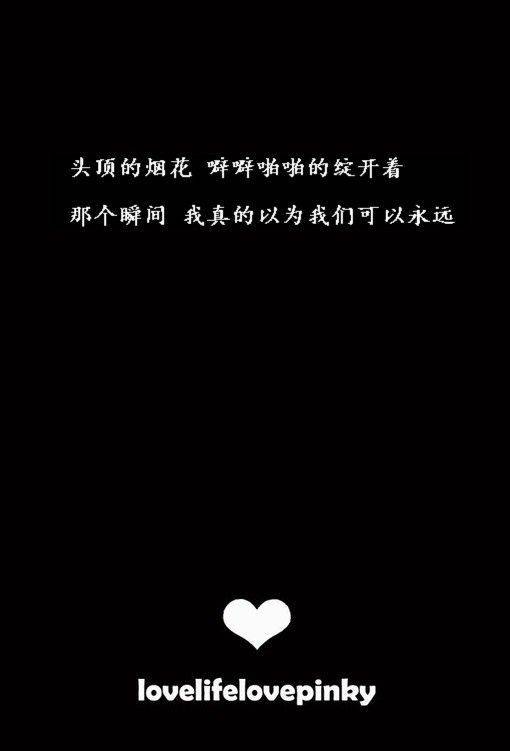 头顶的烟花 噼噼啪啪的绽开着
那个瞬间 我真的以为我们可以永远
lovelifelovepinky